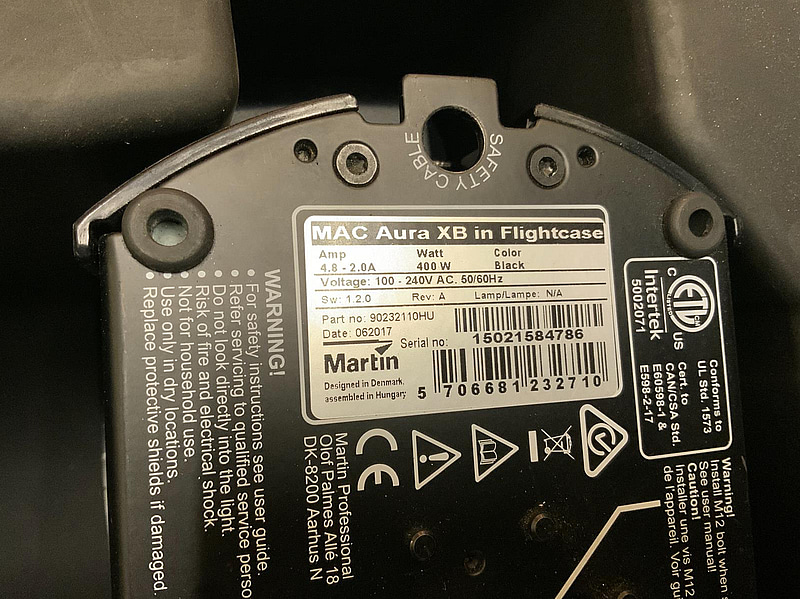 SAFETY CABLE
MAC Aura XB in Flightcase
Amp Watt Color
4.8 - 2.0A 400 W Black
Voltage: 100 - 240V AC. 50/60Hz
Sw: 1.2.0 Rev: A Lamp/Lampe: N/A
Part no: 90232110HU
Date: 062017
Serial no: 15021584786
Martin
Designed in Denmark,
assembled in Hungary
5 706681 232710
WARNING!
• For safety instructions see user guide.
• Refer servicing to qualified service
• Do not look directly into the light.
• Risk of fire and electrical shock.
• Not for household use.
• Use only in dry locations.
• Replace protective shields if damaged.
Martin Professional
Olof Palmes Allé 18
DK-8200 Aarhus N
CE
C ETL US
LISTED
Intertek
5002071
Conforms to
UL Std. 1573
Cert. to
CAN/CSA Std.
E60598-1 &
E598-2-17
Warning!
Install M12 bolt when
See user manual!
Caution!
Installer une vis M12
de l'appareil. Voir